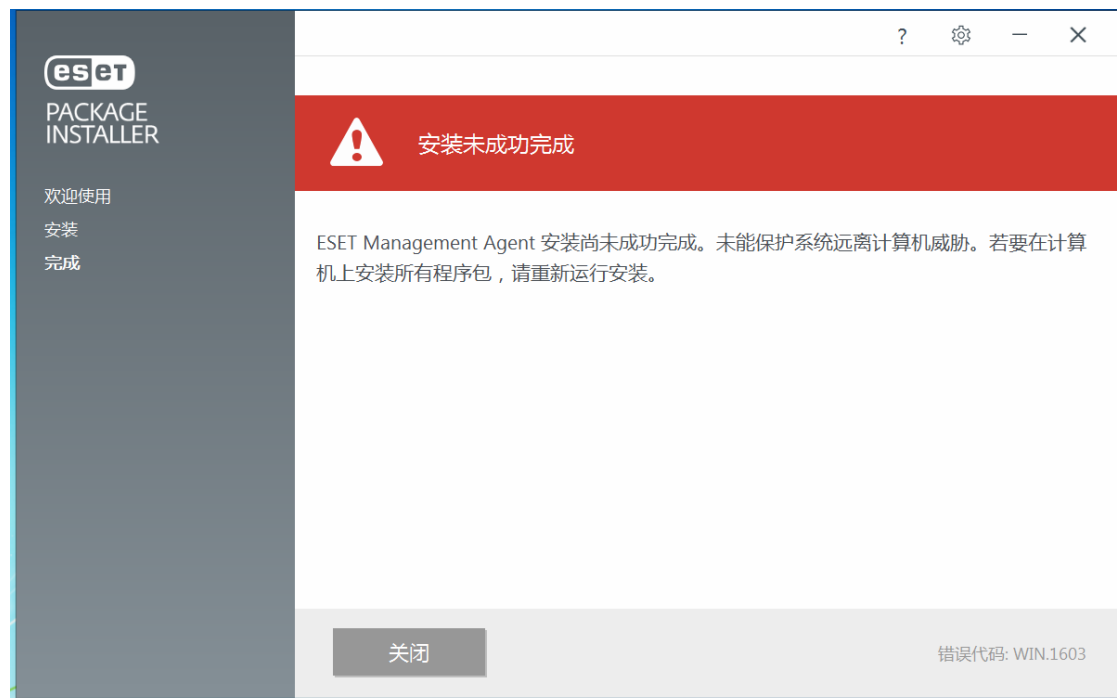 ?
eseT
PACKAGE
INSTALLER
安装未成功完成
欢迎使用
安装
完成
ESET Management Agent 安装尚未成功完成。未能保护系统远离计算机威胁。若要在计算
机上安装所有程序包，请重新运行安装。
关闭
错误代码: WIN.1603